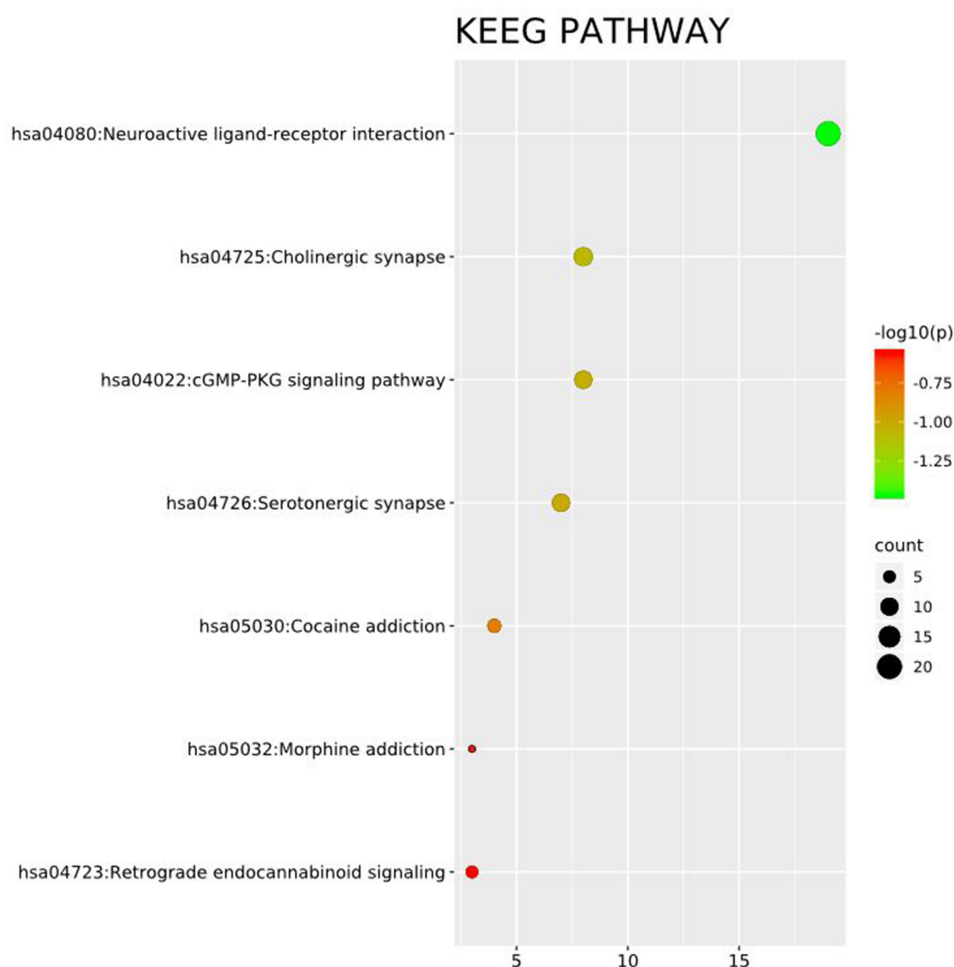 KEEG PATHWAY
hsa04080:Neuroactive ligand-receptor interaction
hsa04725:Cholinergic synapse
hsa04022:cGMP-PKG signaling pathway
hsa04726:Serotonergic synapse
hsa05030:Cocaine addiction
hsa05032:Morphine addiction
hsa04723:Retrograde endocannabinoid signaling
5 10 15
-log10(p)
-0.75
-1.00
-1.25
count
5
10
15
20